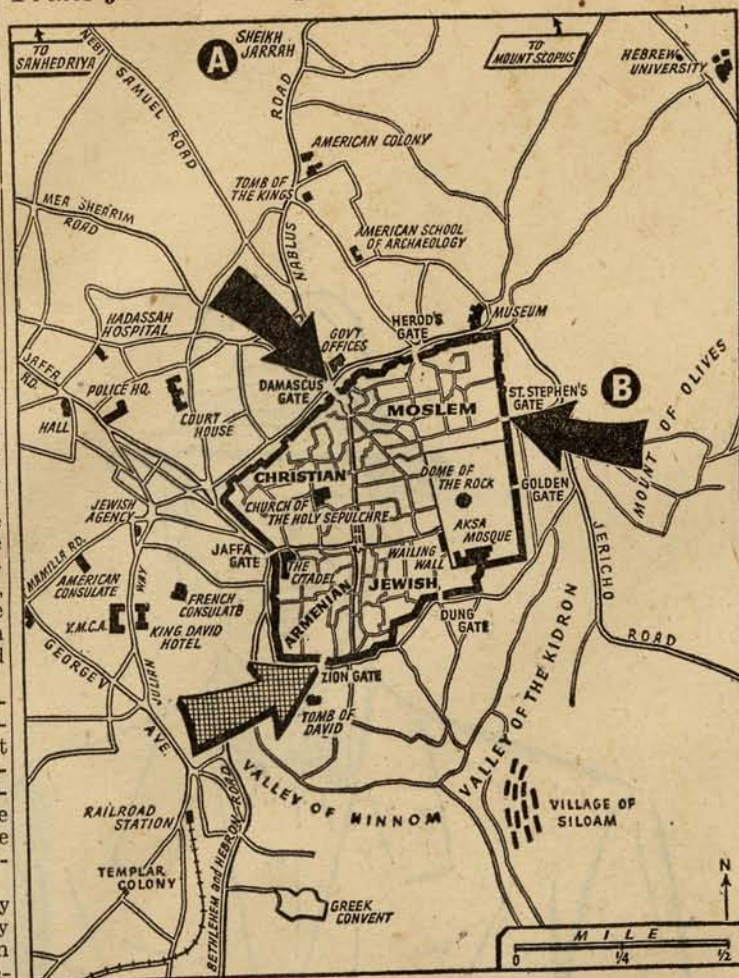 TO
SANHEDRIYA
NEBI
SAMUEL ROAD
A
SHEIKH
JARRAH
ROAD
TO
MOUNT SCOPUS
HEBREW
UNIVERSITY
AMERICAN COLONY
TOMB OF
THE KINGS
MEA SHEARIM
ROAD
NABLUS
AMERICAN SCHOOL
OF ARCHAEOLOGY
HADASSAH
HOSPITAL
GOVT
OFFICES
HEROD'S
GATE
MUSEUM
JAFFA
RD.
POLICE HQ.
DAMASCUS
GATE
HALL
COURT
HOUSE
MOSLEM
ST. STEPHEN'S
GATE
B
MOUNT OF OLIVES
CHRISTIAN
DOME OF
THE ROCK
GOLDEN
GATE
CHURCH OF
THE HOLY SEPULCHRE
JEWISH
AGENCY
AKSA
MOSQUE
JAFFA
GATE
WAILING
WALL
MAMILLA RD.
AMERICAN
CONSULATE
THE
CITADEL
JEWISH
ARMENIAN
JERICHO
ROAD
WAY
FRENCH
CONSULATE
Y.M.C.A.
KING DAVID
HOTEL
DUNG
GATE
GEORGE V
AVE.
JULIAN
ZION GATE
TOMB OF
DAVID
VALLEY OF THE KIDRON
VALLEY OF HINNOM
RAILROAD
STATION
VILLAGE OF
SILOAM
BETHLEHEM and HEBRON ROAD
TEMPLAR
COLONY
GREEK
CONVENT
N
MILE
0 1/4 1/2